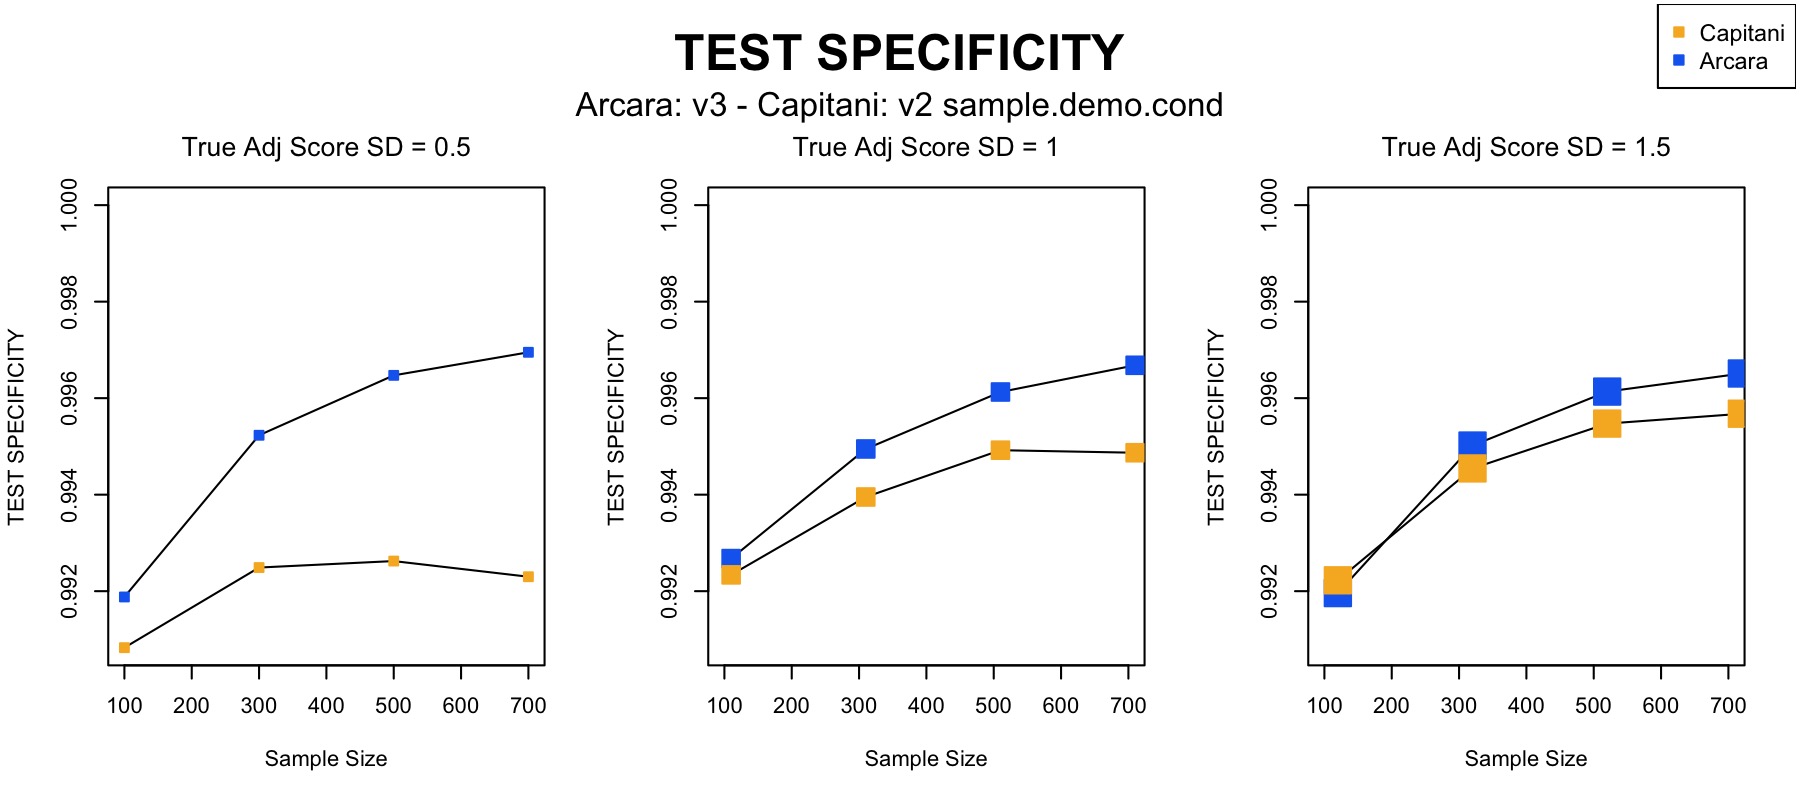 TEST SPECIFICITY
Arcara: v3 - Capitani: v2 sample.demo.cond
Capitani
Arcara
True Adj Score SD = 0.5
TEST SPECIFICITY
1.000
0.998
0.996
0.994
0.992
100 200 300 400 500 600 700
Sample Size
True Adj Score SD = 1
TEST SPECIFICITY
1.000
0.998
0.996
0.994
0.992
100 200 300 400 500 600 700
Sample Size
True Adj Score SD = 1.5
TEST SPECIFICITY
1.000
0.998
0.996
0.994
0.992
100 200 300 400 500 600 700
Sample Size